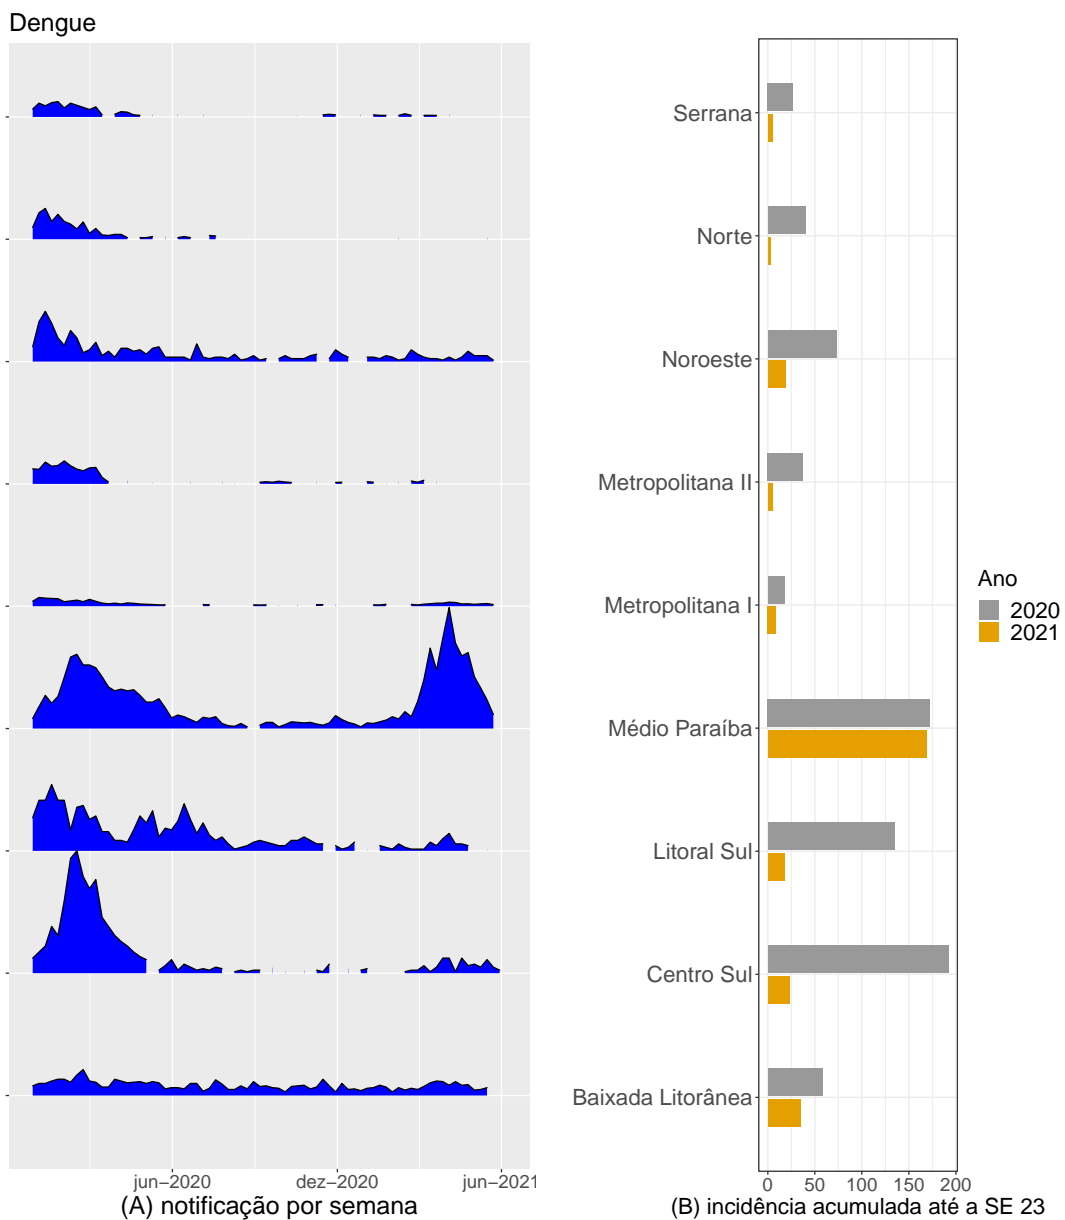 Dengue
Serrana
Norte
Noroeste
Metropolitana II
Metropolitana I
Médio Paraíba
Litoral Sul
Centro Sul
Baixada Litorânea
Ano
2020
2021
jun−2020 dez−2020 jun−2021
0 50 100 150 200
(A) notificação por semana
(B) incidência acumulada até a SE 23